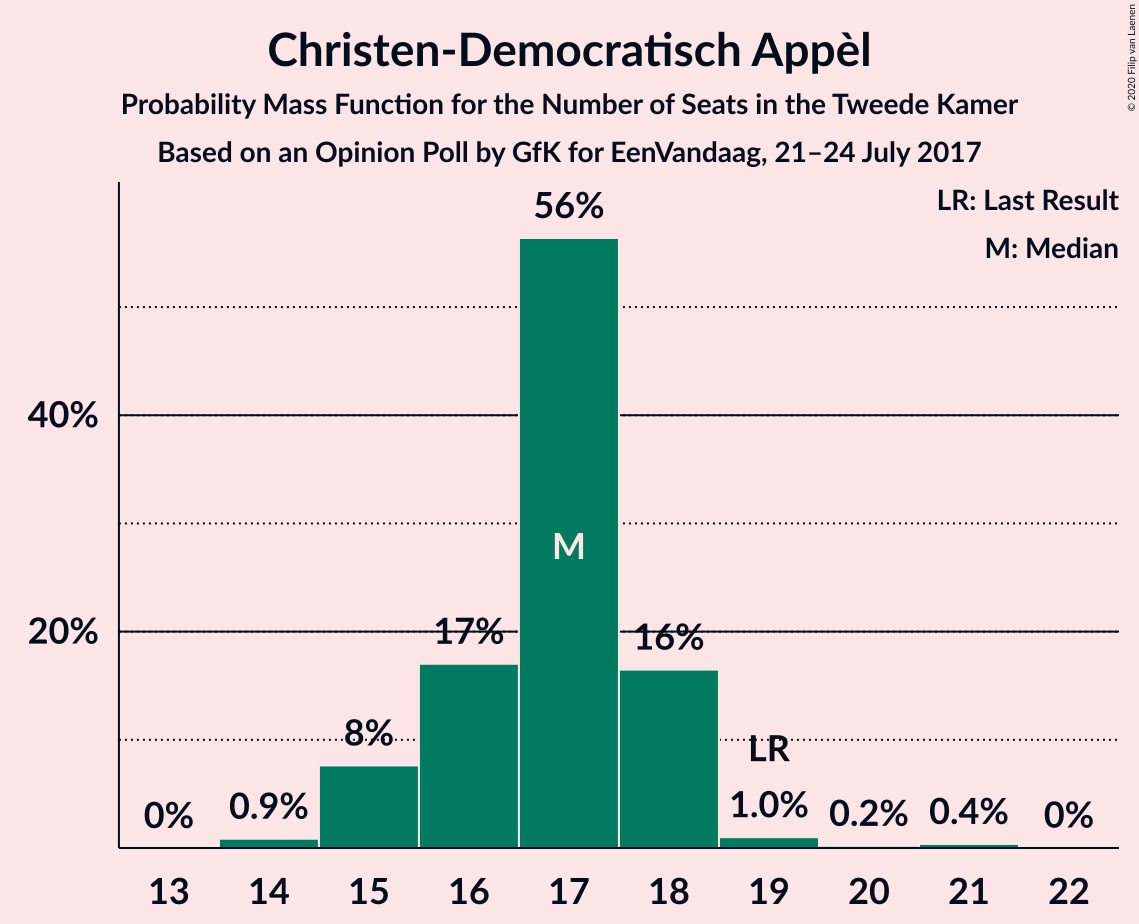 Christen-Democratisch Appèl
Probability Mass Function for the Number of Seats in the Tweede Kamer
Based on an Opinion Poll by GfK for EenVandaag, 21–24 July 2017
© 2020 Filip van Laenen
LR: Last Result
M: Median
56%
40%
M
20%
17%
16%
8%
LR
0%
0.9%
1.0%
0.2%
0.4%
0%
13 14 15 16 17 18 19 20 21 22